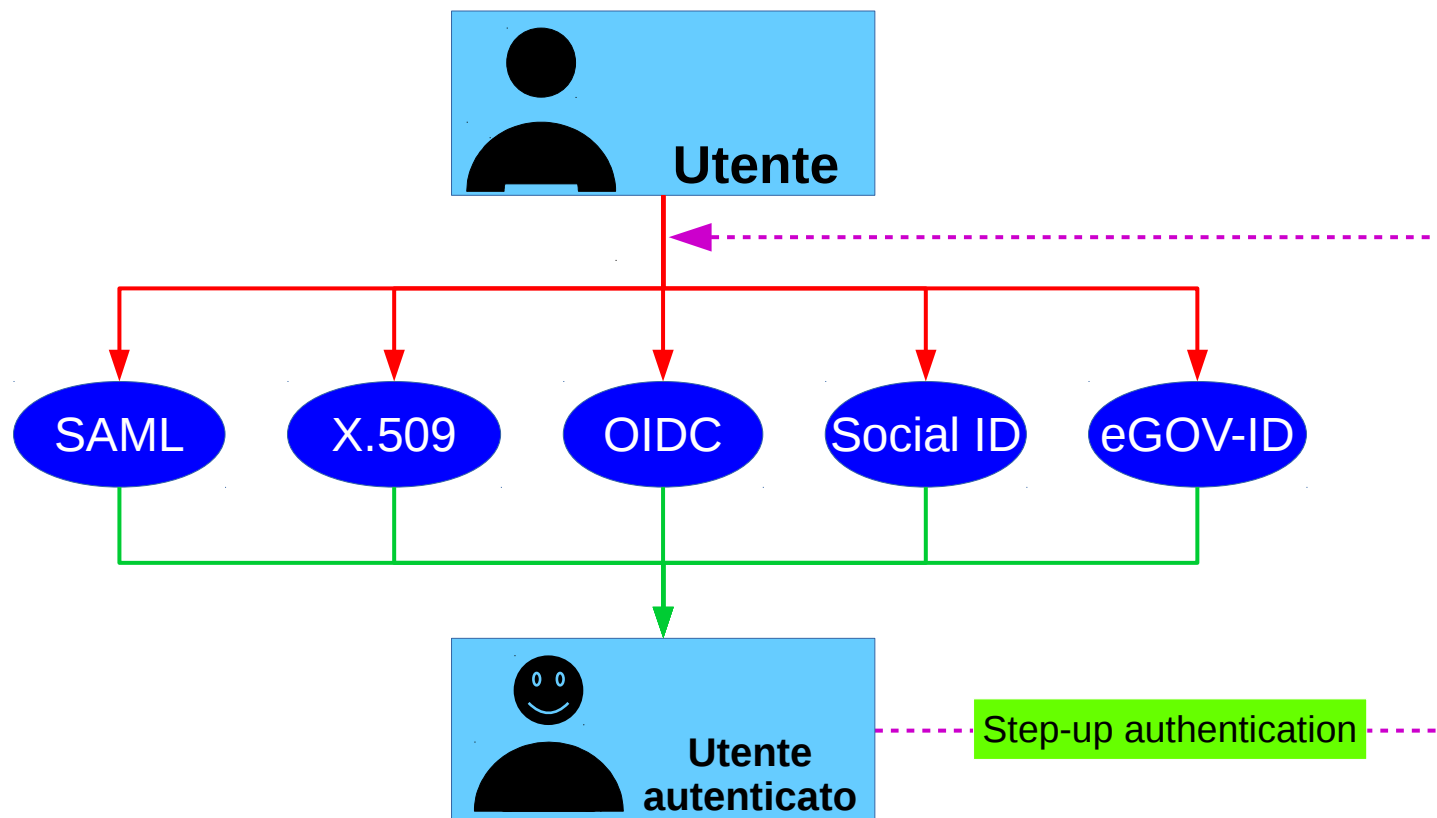 Utente
SAML
X.509
OIDC
Social ID
eGOV-ID
Utente
autenticato
Step-up authentication